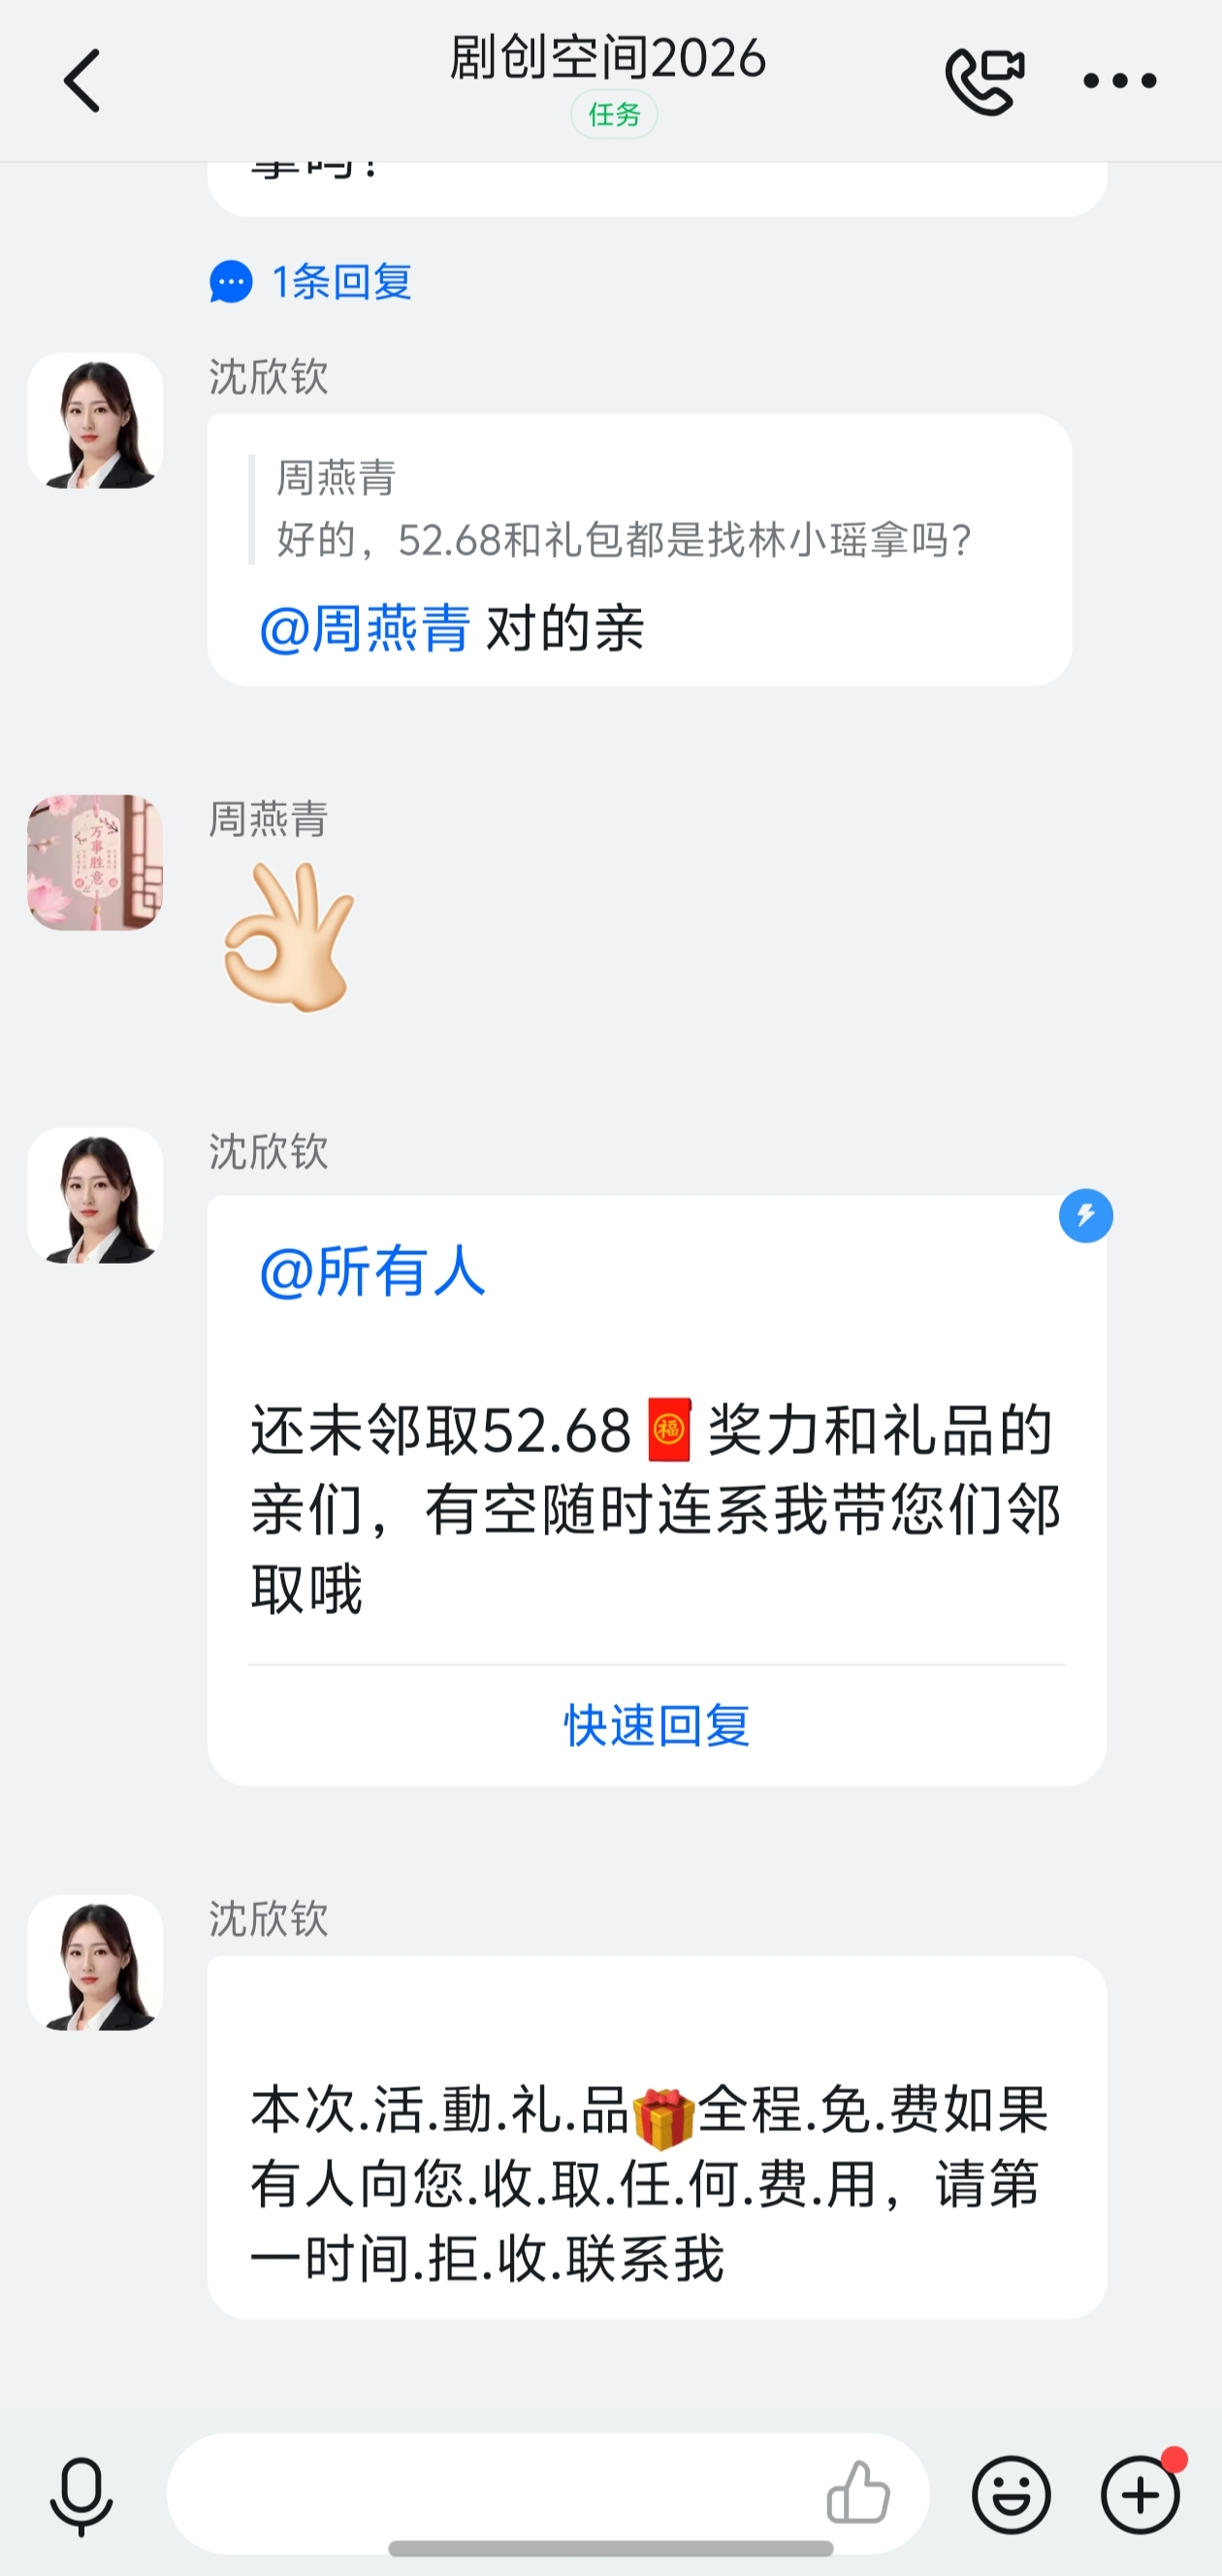 剧创空间2026
任务
拿吗？
1条回复
沈欣钦
周燕青
好的，52.68和礼包都是找林小瑶拿吗?
@周燕青 对的亲
周燕青
万事胜意
沈欣钦
@所有人
还未邻取52.68🧧奖力和礼品的
亲们，有空随时连系我带您们邻
取哦
快速回复
沈欣钦
本次.活.動.礼.品🎁全程.免.费如果
有人向您.收.取.任.何.费.用，请第
一时间.拒.收.联系我